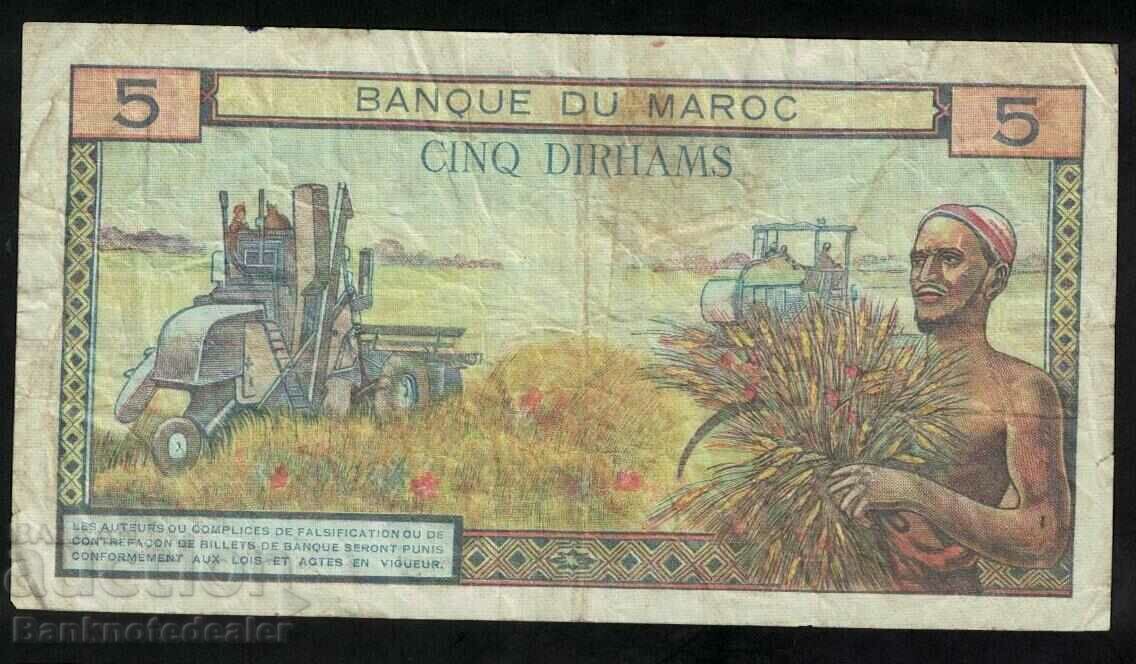 5
BANQUE DU MAROC
5
CINQ DIRHAMS
LES AUTEURS OU COMPLICES DE FALSIFICATION OU DE
CONTREFAÇON DE BILLETS DE BANQUE SERONT PUNIS
CONFORMÉMENT AUX LOIS ET ACTES EN VIGUEUR.
auction
Banknotedealer